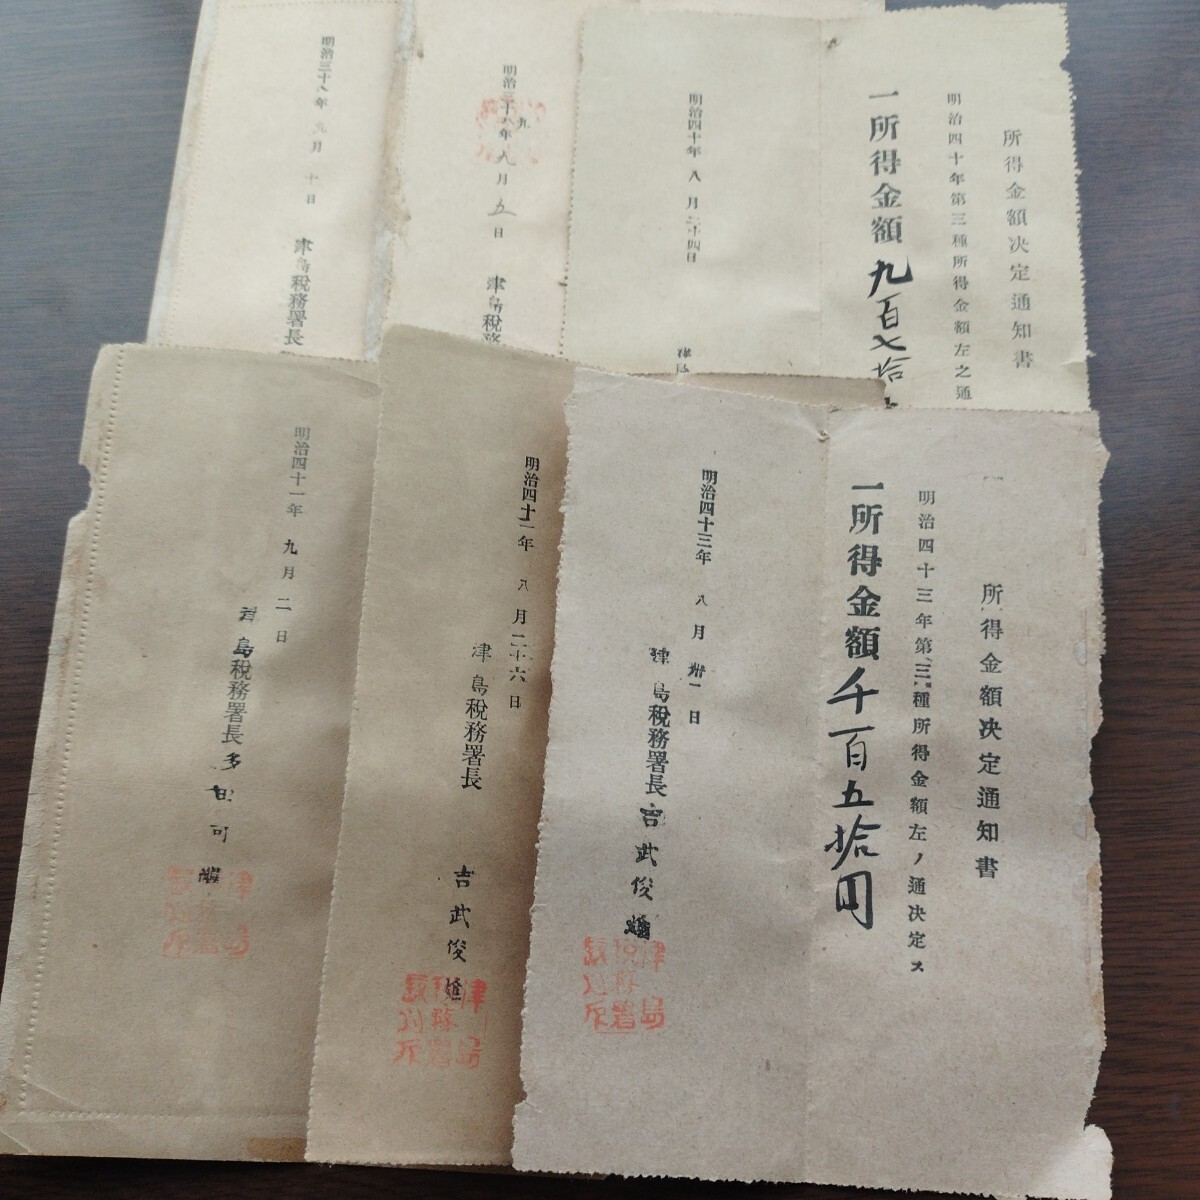 所得金額决定通知書
明治四十年第三種所得金額左之通
一所得金額九百七拾
明治四十年八月二十四日
明治三十九年九月五日
津島税務
明治三十八年九月十日
津島税務署長
所得金額决定通知書
明治四十三年第三種所得金額左ノ通决定ス
一所得金額千一百五拾円
明治四十三年八月卅一日
津島税務署長吉武俊
明治四十二年八月二十六日
津島税務署長
吉武俊
明治四十一年九月二日
津島税務署長多田可